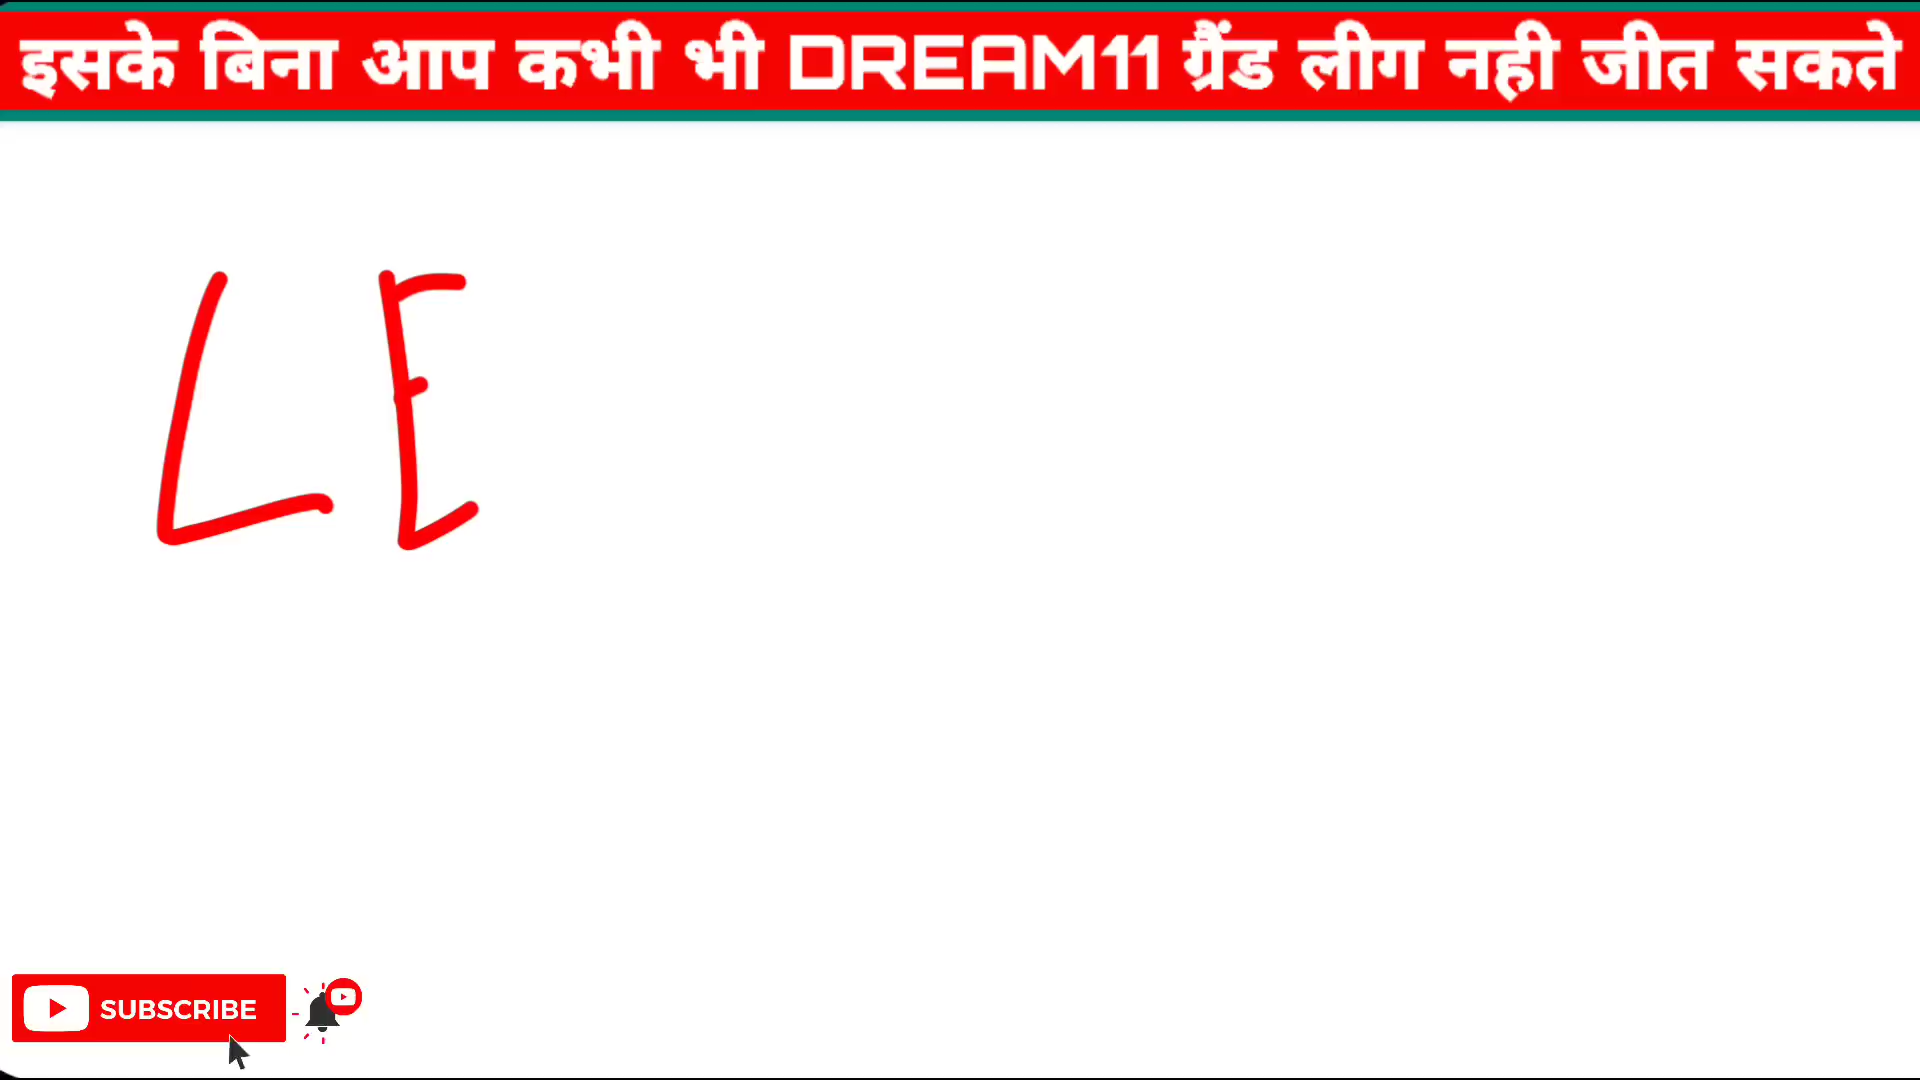 इसके बिना आप कभी भी DREAM11 ग्रैंड लीग नही जीत सकते
LE
SUBSCRIBE